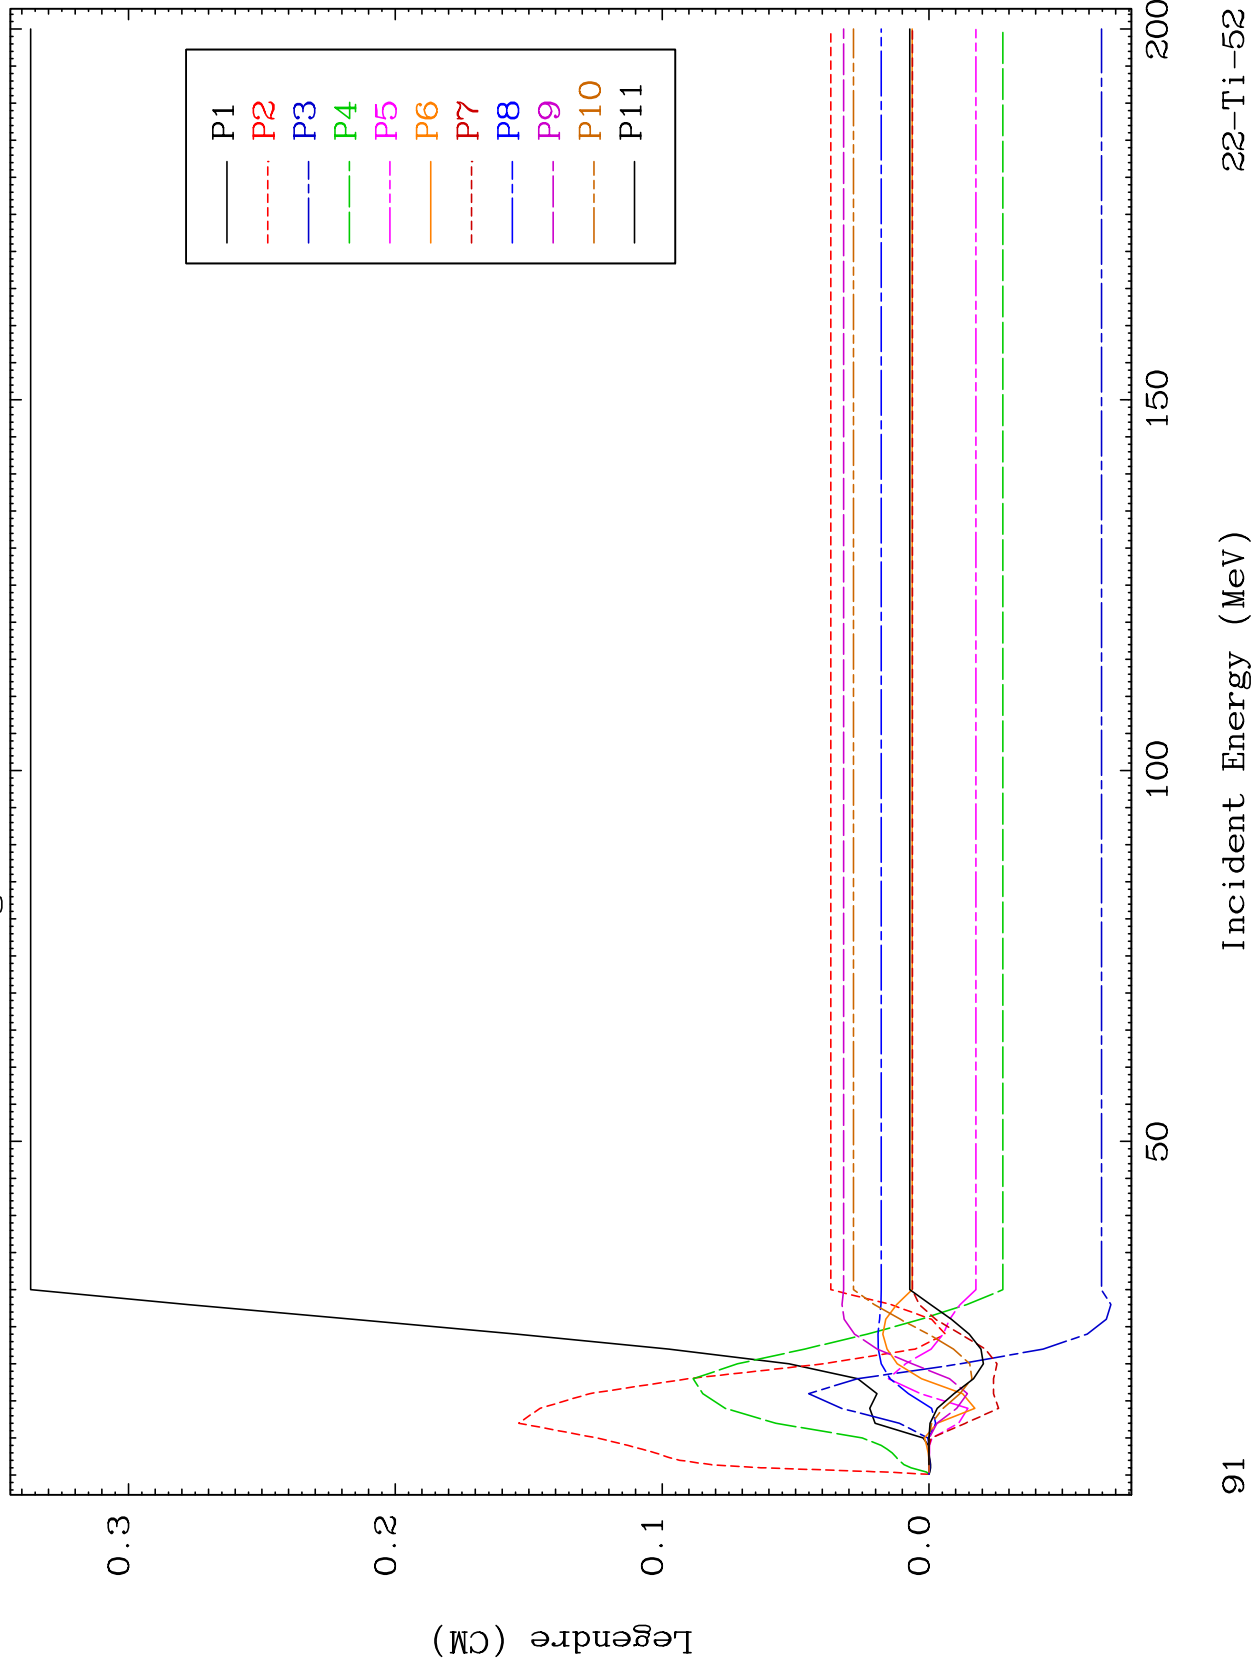 P1
P2
P3
P4
P5
P6
P7
P8
P9
P10
P11
0.3
0.2
0.1
0.0
Legendre (CM)
50
100
150
200
Incident Energy (MeV)
91
22-Ti-52